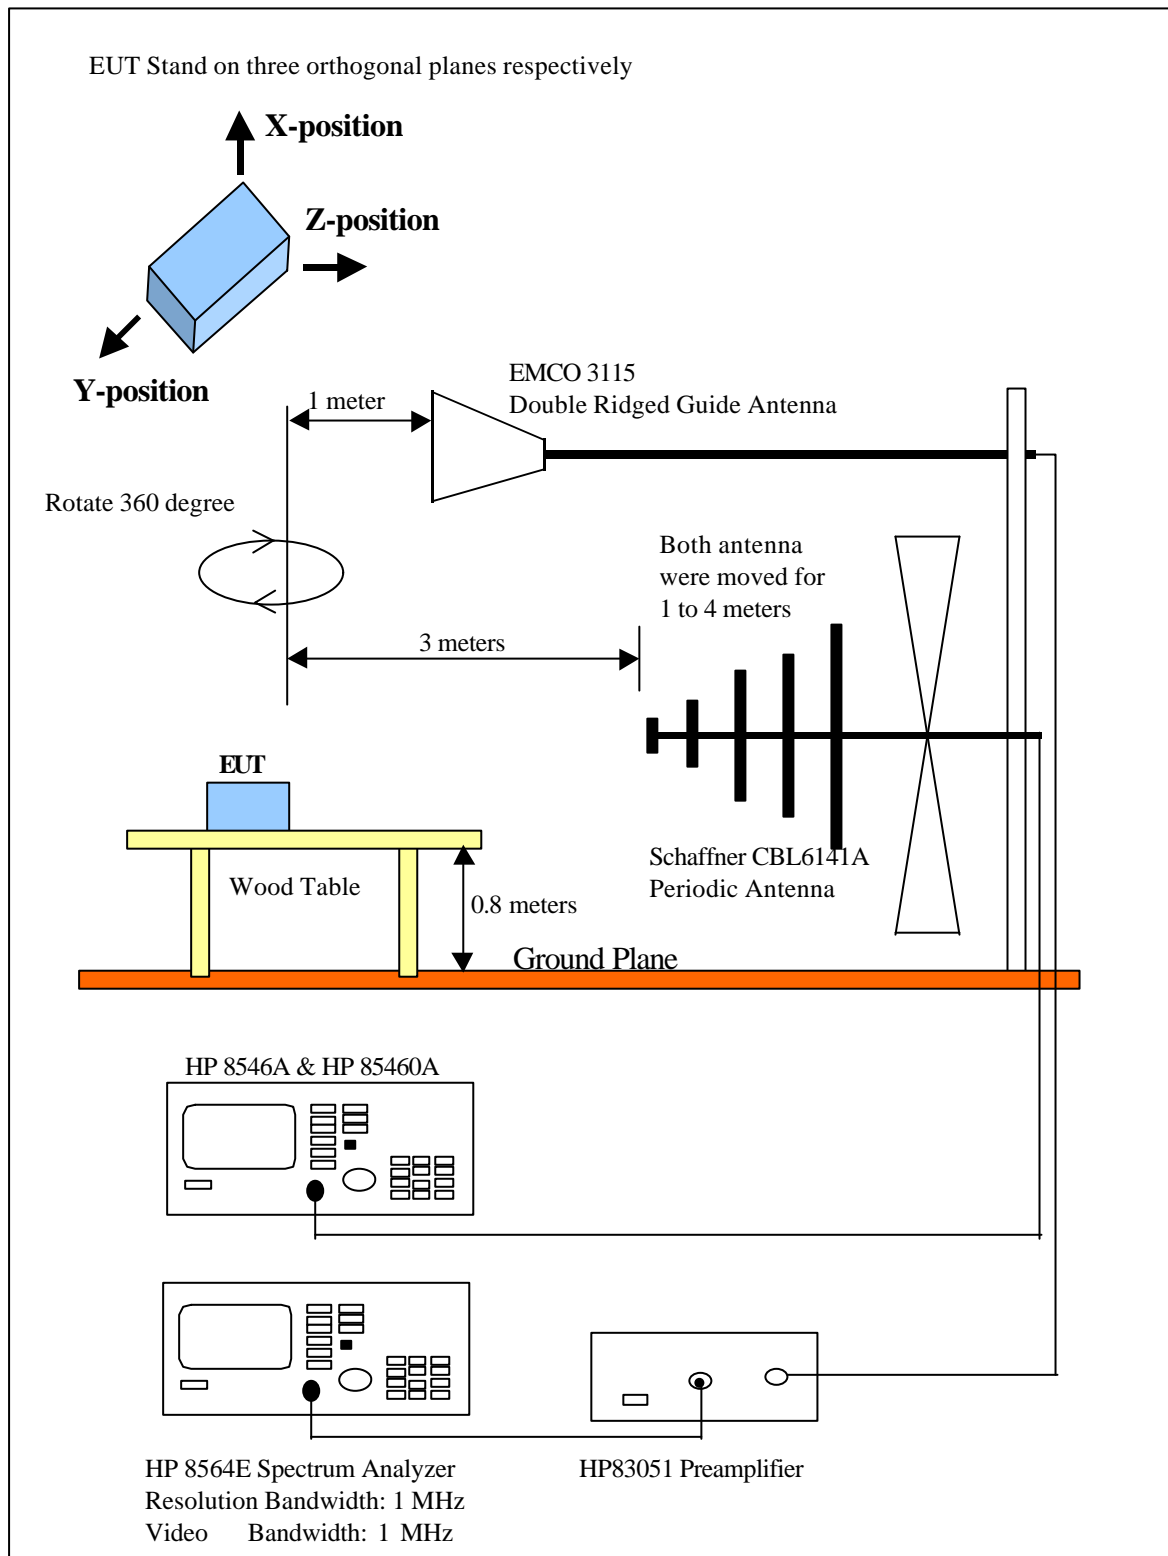 EUT Stand on three orthogonal planes respectively
X-position
Z-position
Y-position
EMCO 3115
Double Ridged Guide Antenna
1 meter
Rotate 360 degree
Both antenna
were moved for
1 to 4 meters
3 meters
EUT
Schaffner CBL6141A
Periodic Antenna
Wood Table
0.8 meters
Ground Plane
HP 8546A & HP 85460A
HP 8564E Spectrum Analyzer
Resolution Bandwidth: 1 MHz
Video Bandwidth: 1 MHz
HP83051 Preamplifier